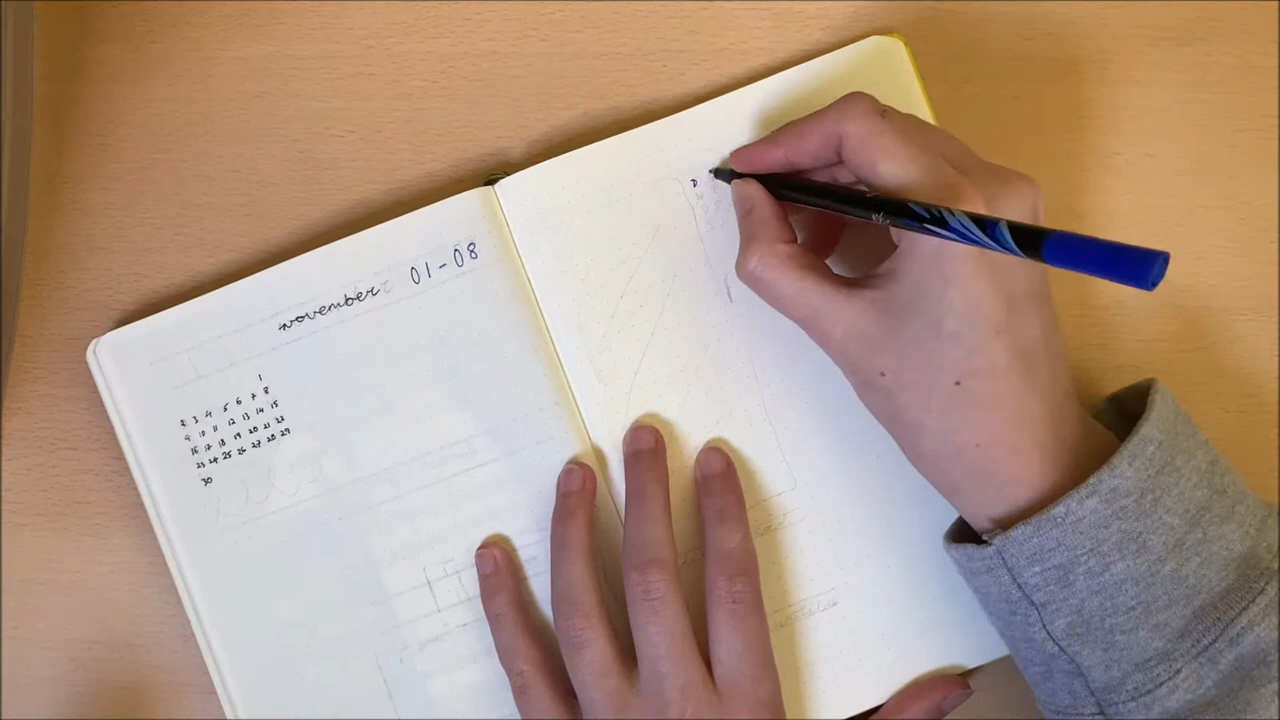 november 01-08
1
2 3 4 5 6 7 8
9 10 11 12 13 14 15
16 17 18 19 20 21 22
23 24 25 26 27 28 29
30
D